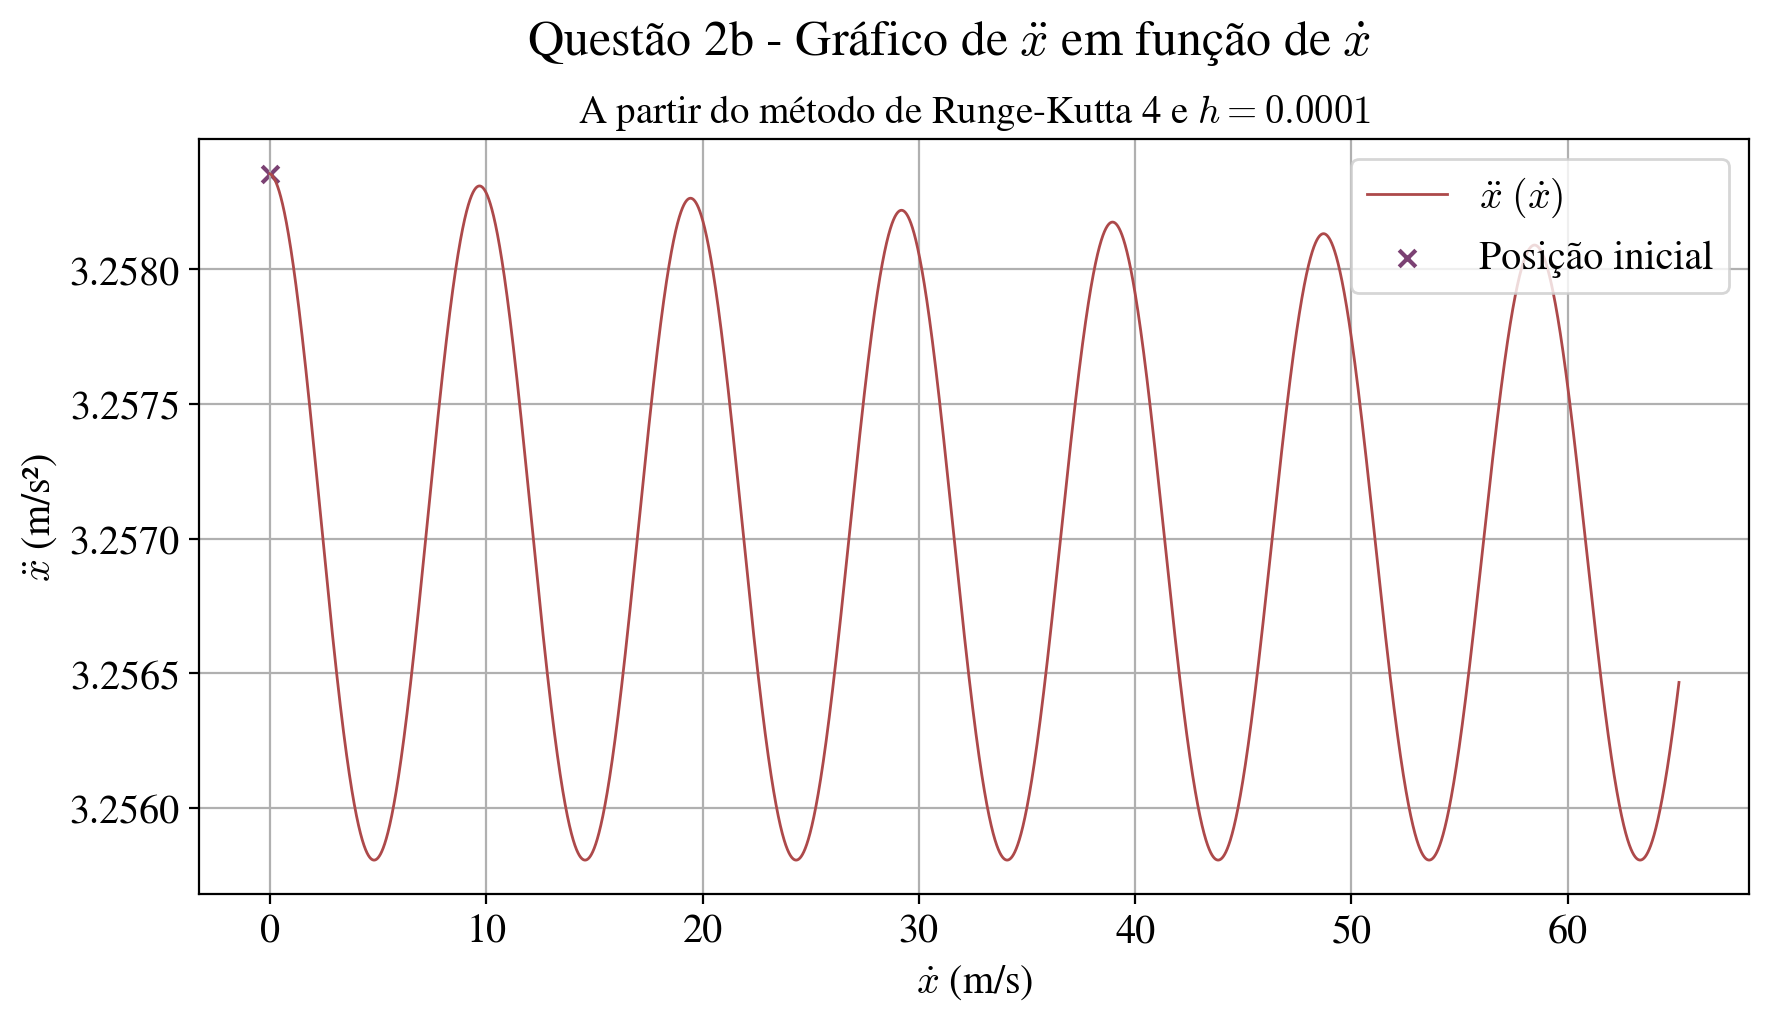 Questão 2b - Gráfico de ẍ em função de ẋ
A partir do método de Runge-Kutta 4 e h = 0.0001
ẍ (ẋ)
Posição inicial
3.2580
3.2575
3.2570
3.2565
3.2560
ẍ (m/s²)
0 10 20 30 40 50 60
ẋ (m/s)